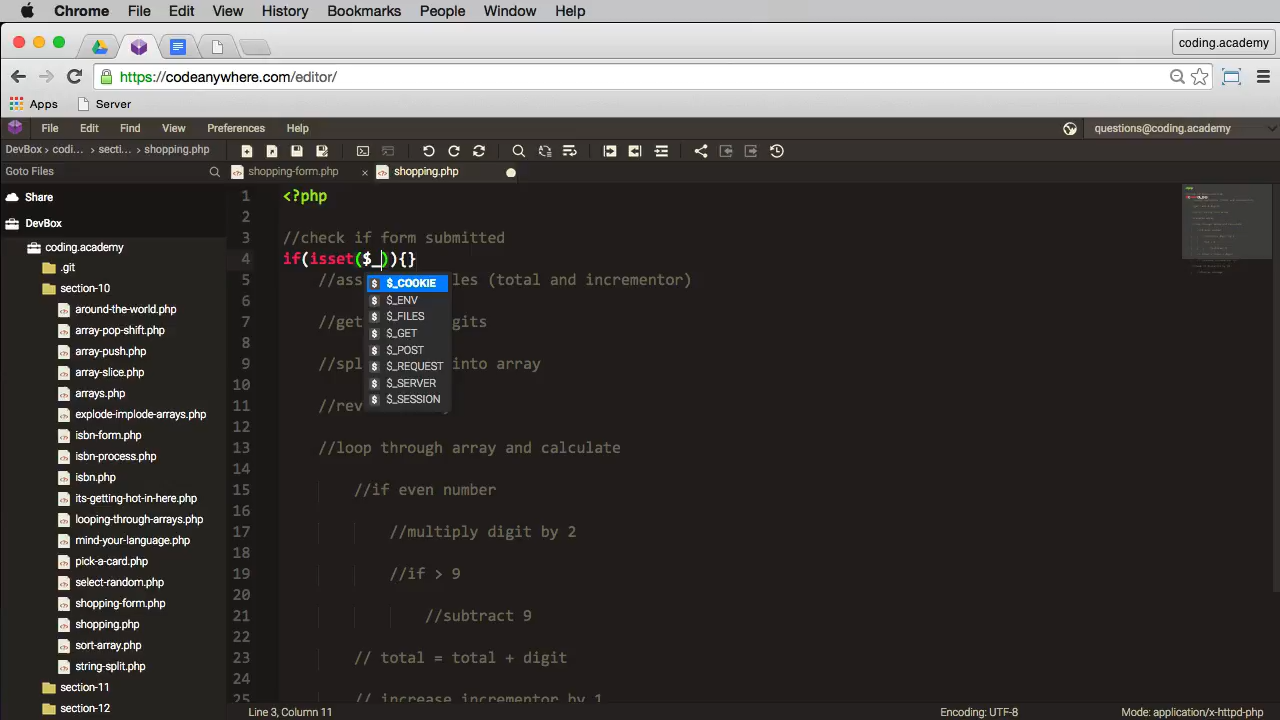 Chrome File Edit View History Bookmarks People Window Help
coding.academy
https://codeanywhere.com/editor/
Apps Server
File Edit Find View Preferences Help
questions@coding.academy
DevBox › codi... › secti... › shopping.php
Goto Files
shopping-form.php × shopping.php
Share
DevBox
coding.academy
.git
section-10
around-the-world.php
array-pop-shift.php
array-push.php
array-slice.php
arrays.php
explode-implode-arrays.php
isbn-form.php
isbn-process.php
isbn.php
its-getting-hot-in-here.php
looping-through-arrays.php
mind-your-language.php
pick-a-card.php
select-random.php
shopping-form.php
shopping.php
sort-array.php
string-split.php
section-11
section-12
1 <?php
2
3 //check if form submitted
4 if(isset($_)){}
5 //ass les (total and incrementor)
6
7 //get gits
8
9 //spl into array
10
11 //rev
12
13 //loop through array and calculate
14
15 //if even number
16
17 //multiply digit by 2
18
19 //if > 9
20
21 //subtract 9
22
23 // total = total + digit
24
25 // increase incrementor by 1
$ $_COOKIE
$ $_ENV
$ $_FILES
$ $_GET
$ $_POST
$ $_REQUEST
$ $_SERVER
$ $_SESSION
Line 3, Column 11 Encoding: UTF-8 Mode: application/x-httpd-php